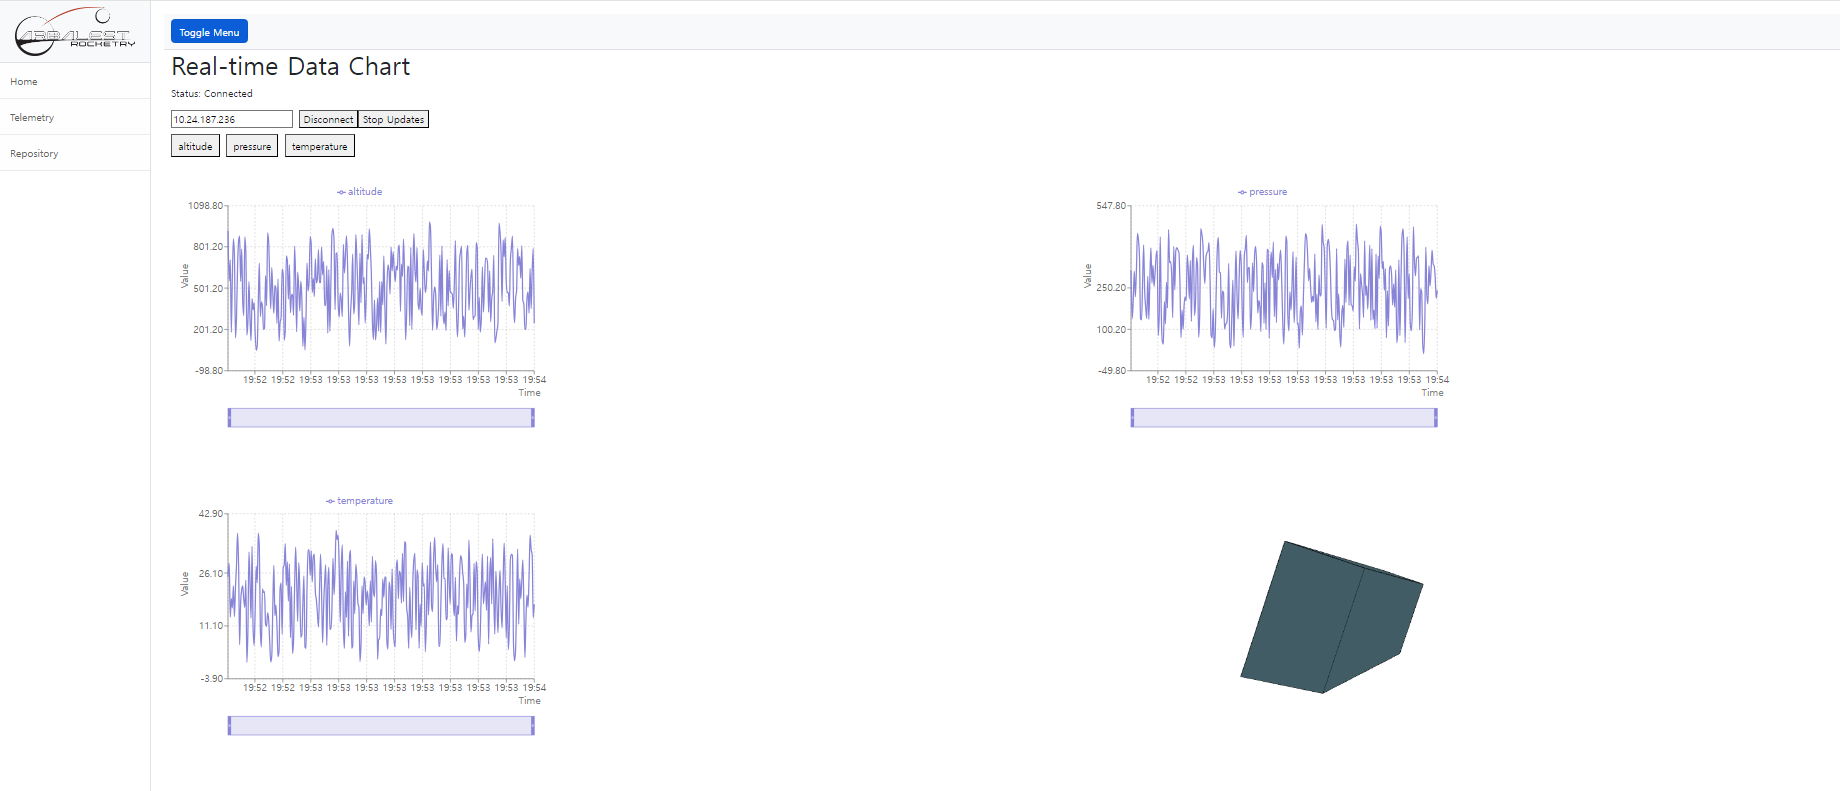 ARBALEST
ROCKETRY
Toggle Menu
Home
Telemetry
Repository
Real-time Data Chart
Status: Connected
10.24.187.236 Disconnect Stop Updates
altitude pressure temperature
altitude
1098.80
801.20
501.20
201.20
-98.80
Value
19:52 19:52 19:53 19:53 19:53 19:53 19:53 19:53 19:53 19:53 19:54
Time
pressure
547.80
250.20
100.20
-49.80
Value
19:52 19:52 19:53 19:53 19:53 19:53 19:53 19:53 19:53 19:53 19:54
Time
temperature
42.90
26.10
11.10
-3.90
Value
19:52 19:52 19:53 19:53 19:53 19:53 19:53 19:53 19:53 19:53 19:54
Time